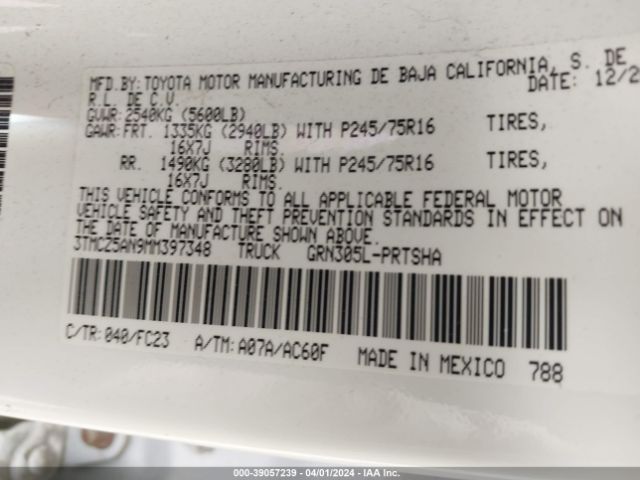 MFD.BY:TOYOTA MOTOR MANUFACTURING DE BAJA CALIFORNIA, S. DE
R.L. DE C.V. DATE: 12/2
GVWR:2540KG (5600LB)
GAWR:FRT. 1335KG (2940LB) WITH P245/75R16 TIRES,
16X7J RIMS.
RR. 1490KG (3280LB) WITH P245/75R16 TIRES,
16X7J RIMS.
THIS VEHICLE CONFORMS TO ALL APPLICABLE FEDERAL MOTOR
VEHICLE SAFETY AND THEFT PREVENTION STANDARDS IN EFFECT ON
THE DATE OF MANUFACTURE SHOWN ABOVE.
3TMCZ5AN9MM397348 TRUCK GRN305L-PRTSHA
C/TR:040/FC23 A/TM:A07A/AC60F MADE IN MEXICO 788
000-39057239 - 04/01/2024 - IAA Inc.